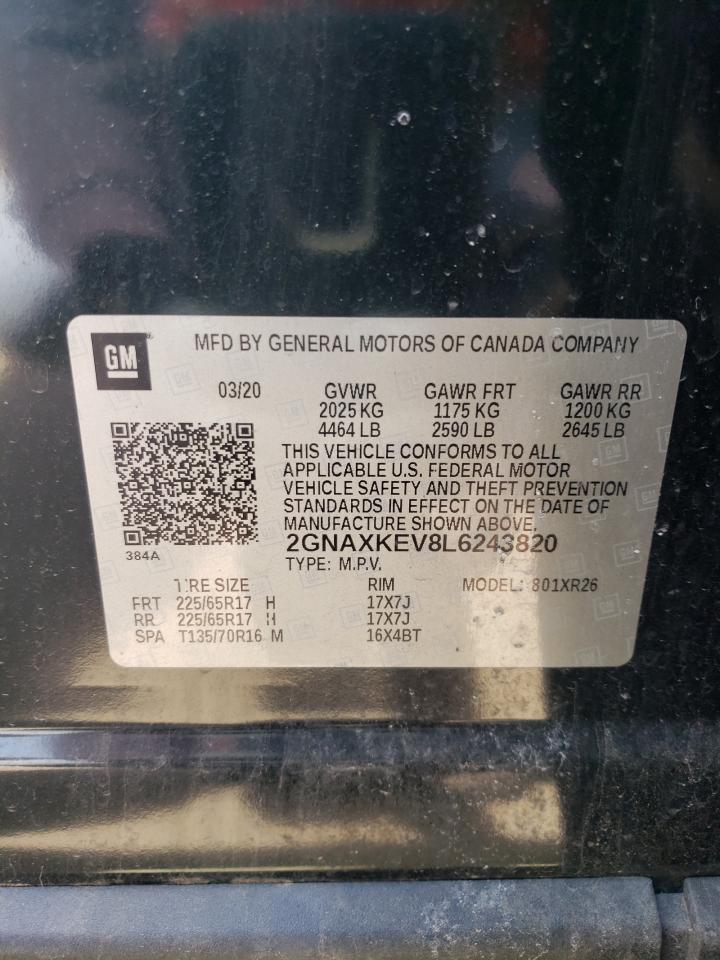 GM
MFD BY GENERAL MOTORS OF CANADA COMPANY
03/20 GVWR GAWR FRT GAWR RR
2025 KG 1175 KG 1200 KG
4464 LB 2590 LB 2645 LB
THIS VEHICLE CONFORMS TO ALL
APPLICABLE U.S. FEDERAL MOTOR
VEHICLE SAFETY AND THEFT PREVENTION
STANDARDS IN EFFECT ON THE DATE OF
MANUFACTURE SHOWN ABOVE.
384A
2GNAXKEV8L6243820
TYPE: M.P.V.
TIRE SIZE RIM MODEL: 801XR26
FRT 225/65R17 H 17X7J
RR 225/65R17 H 17X7J
SPA T135/70R16 M 16X4BT